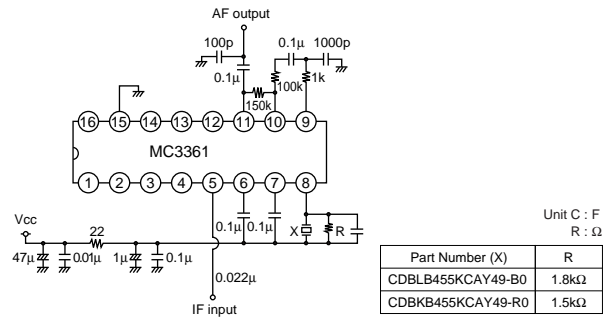 AF output
100p
0.1μ
1000p
0.1μ
100k
1k
150k
16 15 14 13 12 11 10 9
MC3361
1 2 3 4 5 6 7 8
Vcc
22
0.1μ 0.1μ
X
R
47μ
0.01μ
1μ
0.1μ
0.022μ
IF input
Unit C : F
R : Ω
Part Number (X) R
CDBLB455KCAY49-B0 1.8kΩ
CDBKB455KCAY49-R0 1.5kΩ